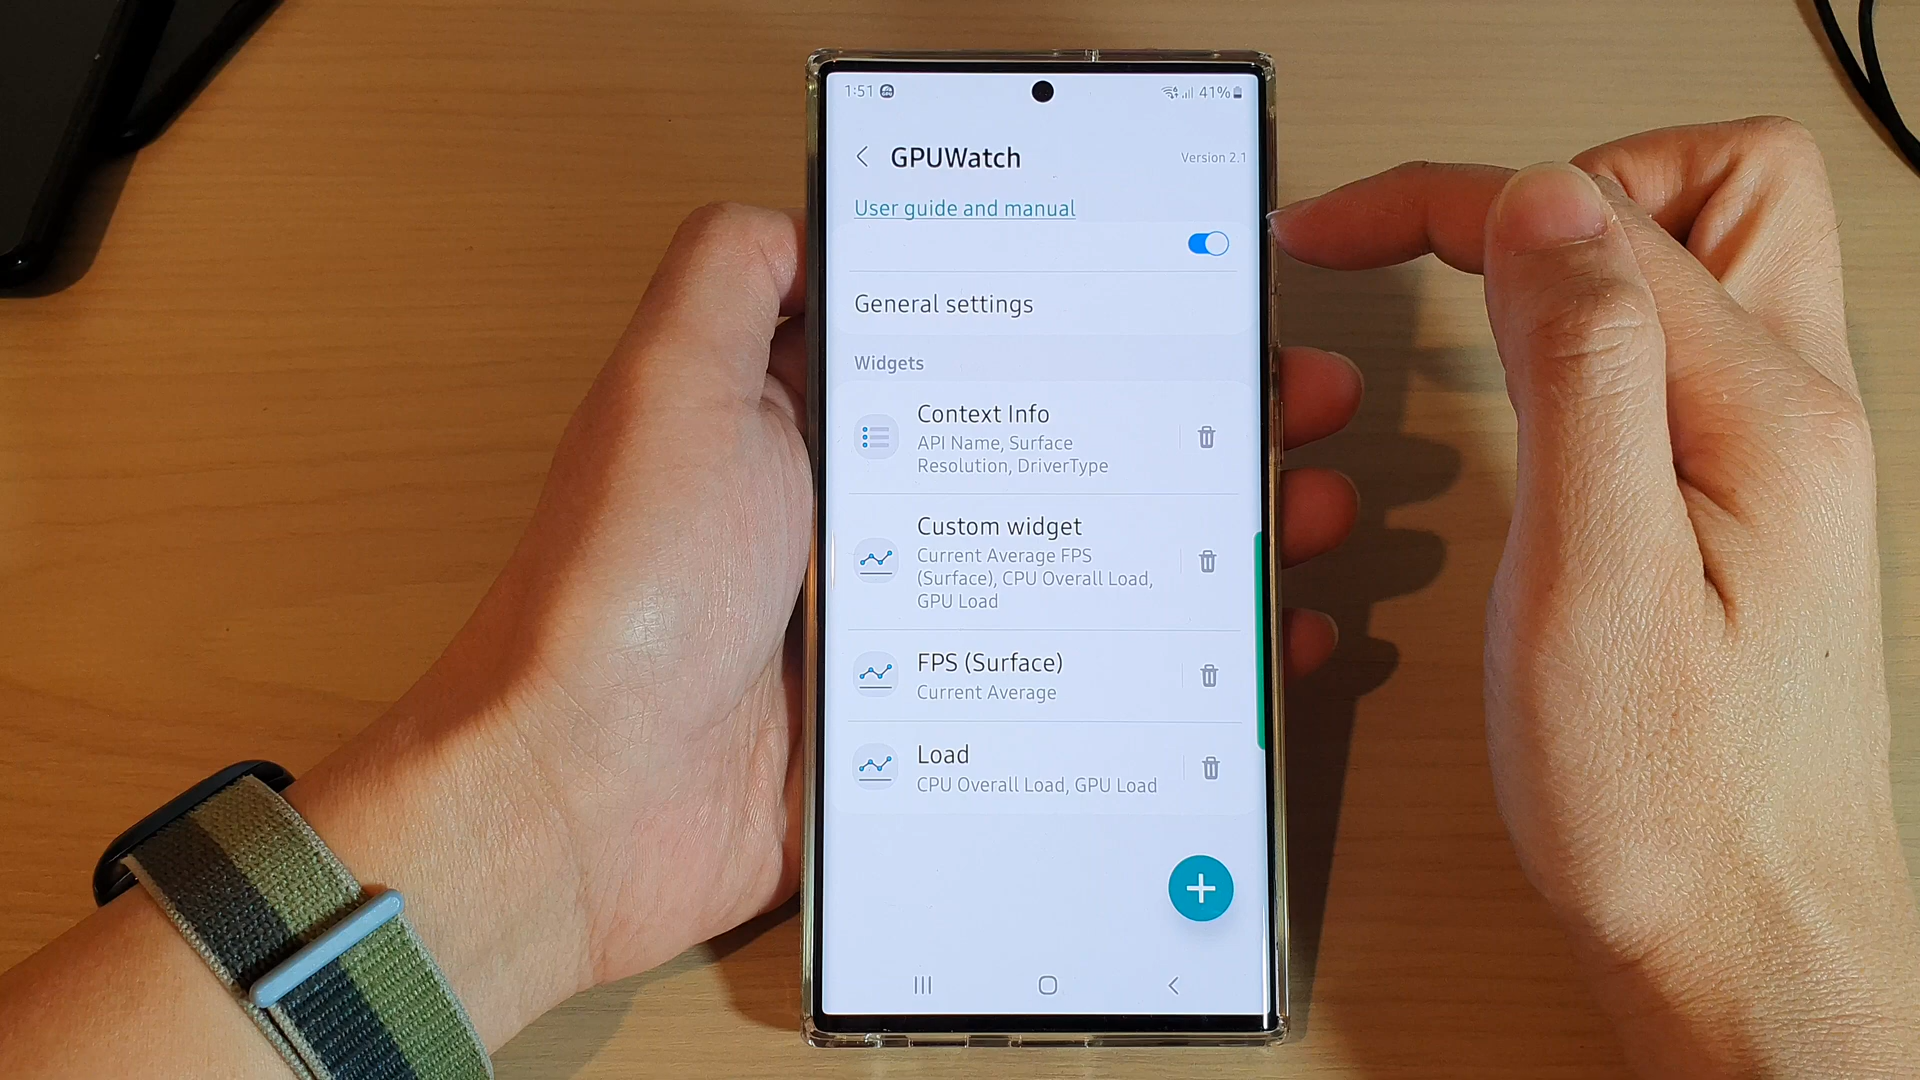 1:51 41%
GPUWatch Version 2.1
User guide and manual
General settings
Widgets
Context Info
API Name, Surface
Resolution, DriverType
Custom widget
Current Average FPS
(Surface), CPU Overall Load,
GPU Load
FPS (Surface)
Current Average
Load
CPU Overall Load, GPU Load